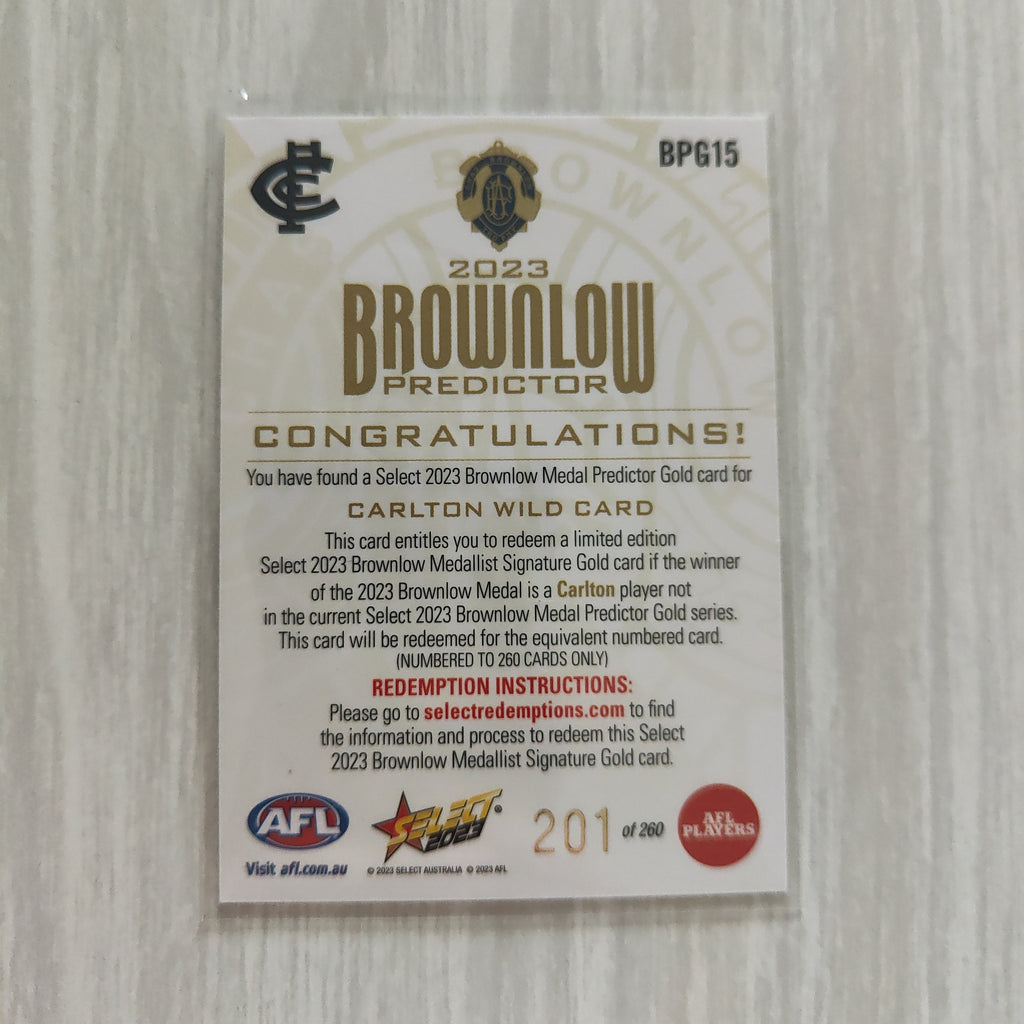 BPG15
2023
BROWNLOW
PREDICTOR
CONGRATULATIONS!
You have found a Select 2023 Brownlow Medal Predictor Gold card for
CARLTON WILD CARD
This card entitles you to redeem a limited edition
Select 2023 Brownlow Medallist Signature Gold card if the winner
of the 2023 Brownlow Medal is a Carlton player not
in the current Select 2023 Brownlow Medal Predictor Gold series.
This card will be redeemed for the equivalent numbered card.
(NUMBERED TO 260 CARDS ONLY)
REDEMPTION INSTRUCTIONS:
Please go to selectredemptions.com to find
the information and process to redeem this Select
2023 Brownlow Medallist Signature Gold card.
AFL
SELECT®
2023
201 of 260
AFL
PLAYERS
Visit afl.com.au
© 2023 SELECT AUSTRALIA © 2023 AFL